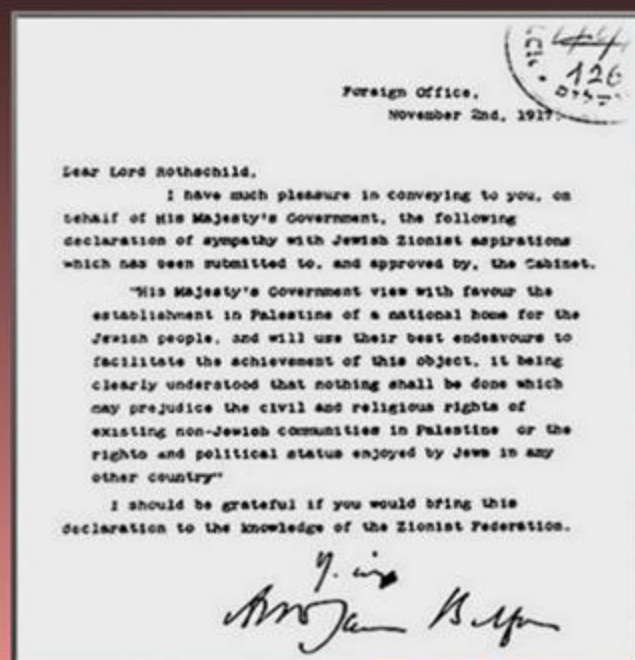 126
Foreign Office,
November 2nd, 1917.
Dear Lord Rothschild,
I have much pleasure in conveying to you, on
behalf of His Majesty's Government, the following
declaration of sympathy with Jewish Zionist aspirations
which has been submitted to, and approved by, the Cabinet.
"His Majesty's Government view with favour the
establishment in Palestine of a national home for the
Jewish people, and will use their best endeavours to
facilitate the achievement of this object, it being
clearly understood that nothing shall be done which
may prejudice the civil and religious rights of
existing non-Jewish communities in Palestine or the
rights and political status enjoyed by Jews in any
other country"
I should be grateful if you would bring this
declaration to the knowledge of the Zionist Federation.
Balfour